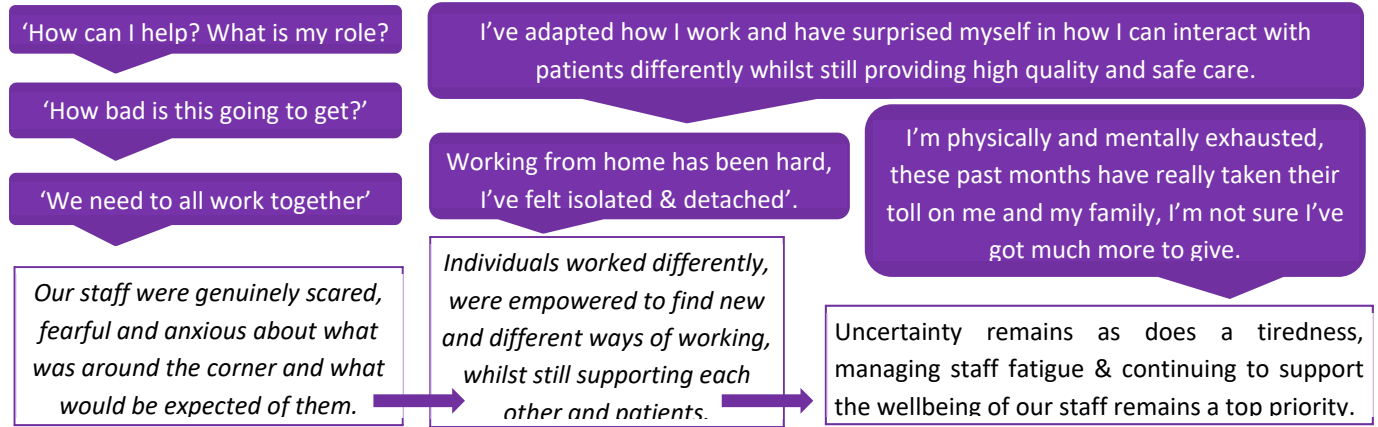 ‘How can I help? What is my role?
‘How bad is this going to get?’
‘We need to all work together’
Our staff were genuinely scared,
fearful and anxious about what
was around the corner and what
would be expected of them.
I’ve adapted how I work and have surprised myself in how I can interact with
patients differently whilst still providing high quality and safe care.
Working from home has been hard,
I’ve felt isolated & detached’.
Individuals worked differently,
were empowered to find new
and different ways of working,
whilst still supporting each
other and patients.
I’m physically and mentally exhausted,
these past months have really taken their
toll on me and my family, I’m not sure I’ve
got much more to give.
Uncertainty remains as does a tiredness,
managing staff fatigue & continuing to support
the wellbeing of our staff remains a top priority.